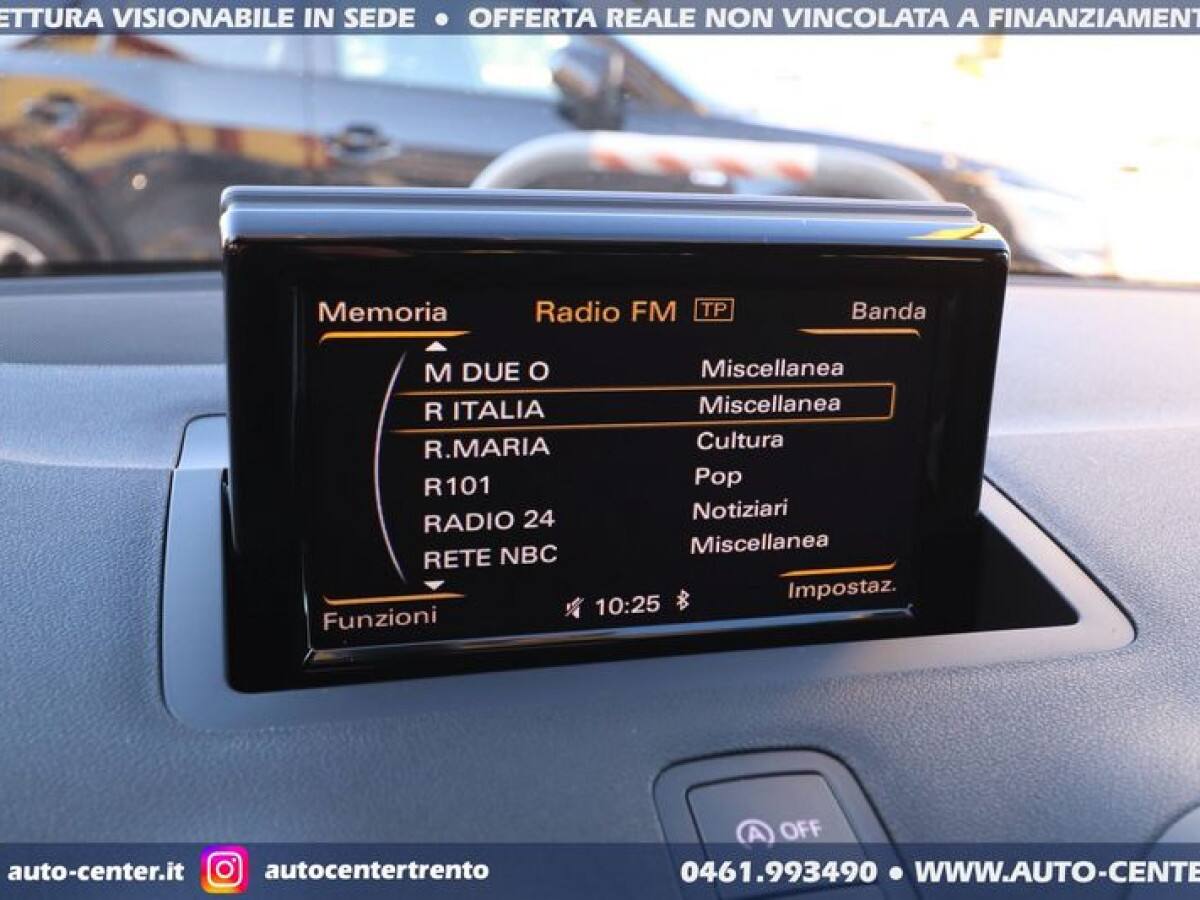 ETTURA VISIONABILE IN SEDE • OFFERTA REALE NON VINCOLATA A FINANZIAMENT
Memoria Radio FM TP Banda
M DUE O Miscellanea
R ITALIA Miscellanea
R.MARIA Cultura
R101 Pop
RADIO 24 Notiziari
RETE NBC Miscellanea
Funzioni 10:25 Impostaz.
A OFF
auto-center.it autocentertrento 0461.993490 • WWW.AUTO-CENTE